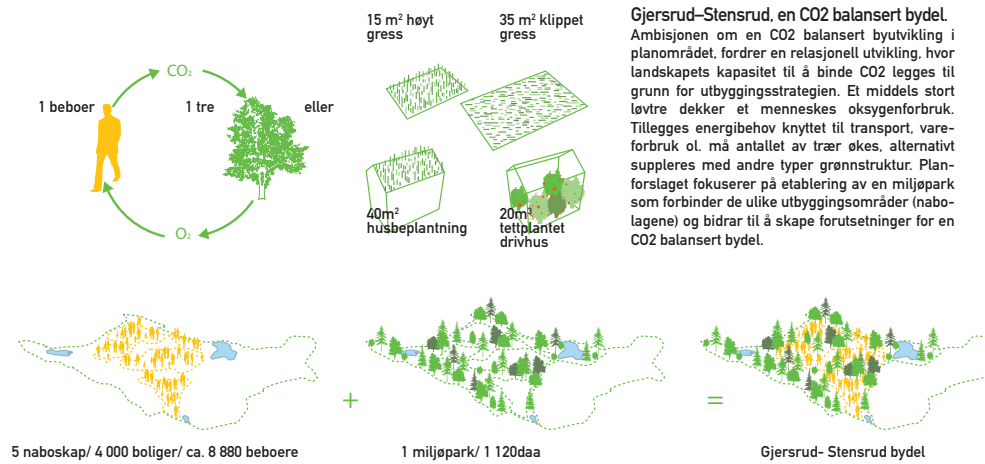 CO₂
1 beboer
1 tre
eller
O₂
15 m² høyt
gress
35 m² klippet
gress
40m²
husbeplantning
20m³
tettplantet
drivhus
Gjersrud–Stensrud, en CO2 balansert bydel.
Ambisjonen om en CO2 balansert byutvikling i
planområdet, fordrer en relasjonell utvikling, hvor
landskapets kapasitet til å binde CO2 legges til
grunn for utbyggingsstrategien. Et middels stort
løvtre dekker et menneskes oksygenforbruk.
Tillegges energibehov knyttet til transport, vare-
forbruk ol. må antallet av trær økes, alternativt
suppleres med andre typer grønnstruktur. Plan-
forslaget fokuserer på etablering av en miljøpark
som forbinder de ulike utbyggingsområder (nabo-
lagene) og bidrar til å skape forutsetninger for en
CO2 balansert bydel.
+
=
5 naboskap/ 4 000 boliger/ ca. 8 880 beboere
1 miljøpark/ 1 120daa
Gjersrud- Stensrud bydel